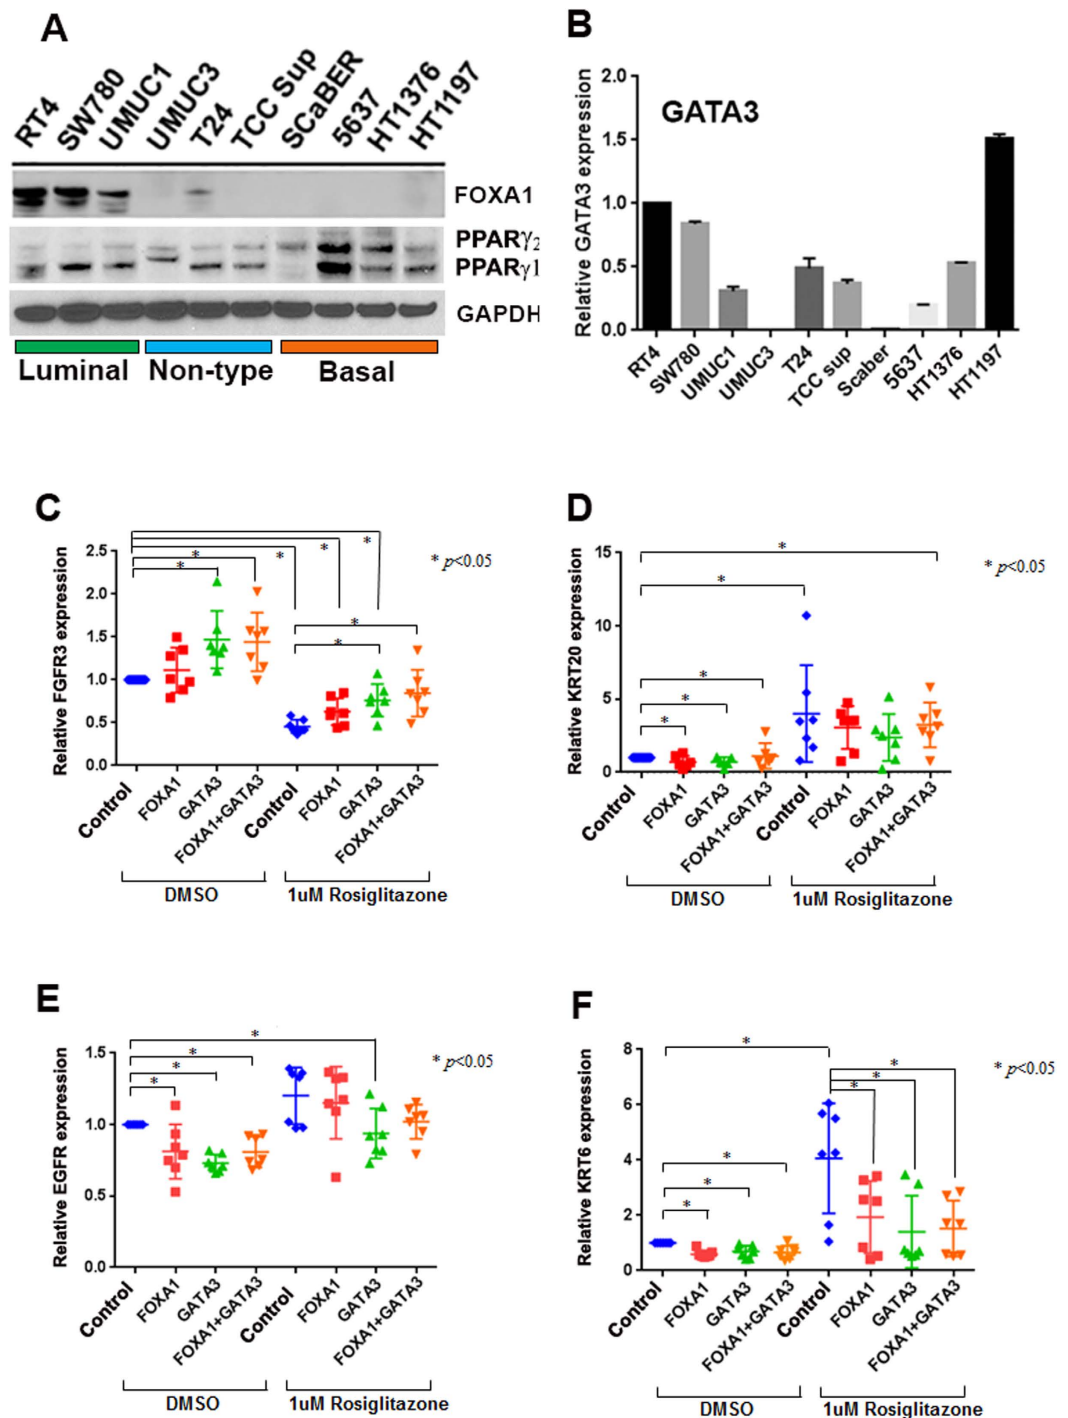 A
RT4
SW780
UMUC1
UMUC3
T24
TCC Sup
SCaBER
5637
HT1376
HT1197
FOXA1
PPARγ2
PPARγ1
GAPDH
Luminal
Non-type
Basal
B
GATA3
Relative GATA3 expression
2.0
1.5
1.0
0.5
0.0
RT4
SW780
UMUC1
UMUC3
T24
TCC sup
Scaber
5637
HT1376
HT1197
C
* p<0.05
Relative FGFR3 expression
2.5
2.0
1.5
1.0
0.5
0.0
* * * * * * *
Control
FOXA1
GATA3
FOXA1+GATA3
Control
FOXA1
GATA3
FOXA1+GATA3
DMSO
1uM Rosiglitazone
D
* p<0.05
Relative KRT20 expression
15
10
5
0
* * * * *
Control
FOXA1
GATA3
FOXA1+GATA3
Control
FOXA1
GATA3
FOXA1+GATA3
DMSO
1uM Rosiglitazone
E
* p<0.05
Relative EGFR expression
1.5
1.0
0.5
0.0
* * * *
Control
FOXA1
GATA3
FOXA1+GATA3
Control
FOXA1
GATA3
FOXA1+GATA3
DMSO
1uM Rosiglitazone
F
* p<0.05
Relative KRT6 expression
8
6
4
2
0
* * * * * * *
Control
FOXA1
GATA3
FOXA1+GATA3
Control
FOXA1
GATA3
FOXA1+GATA3
DMSO
1uM Rosiglitazone